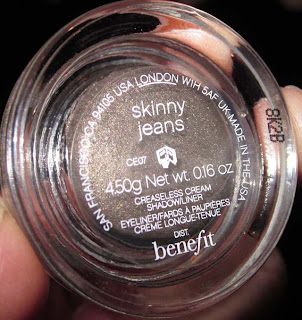 SAN FRANCISCO CA 94105 USA LONDON W1H 5AF UK MADE IN THE USA
skinny
jeans
CE07
4.50g Net wt. 0.16 oz
CREASELESS CREAM
SHADOW/LINER
EYELINER/FARDS À PAUPIÈRES
CRÈME LONGUE-TENUE
DIST.
benefit